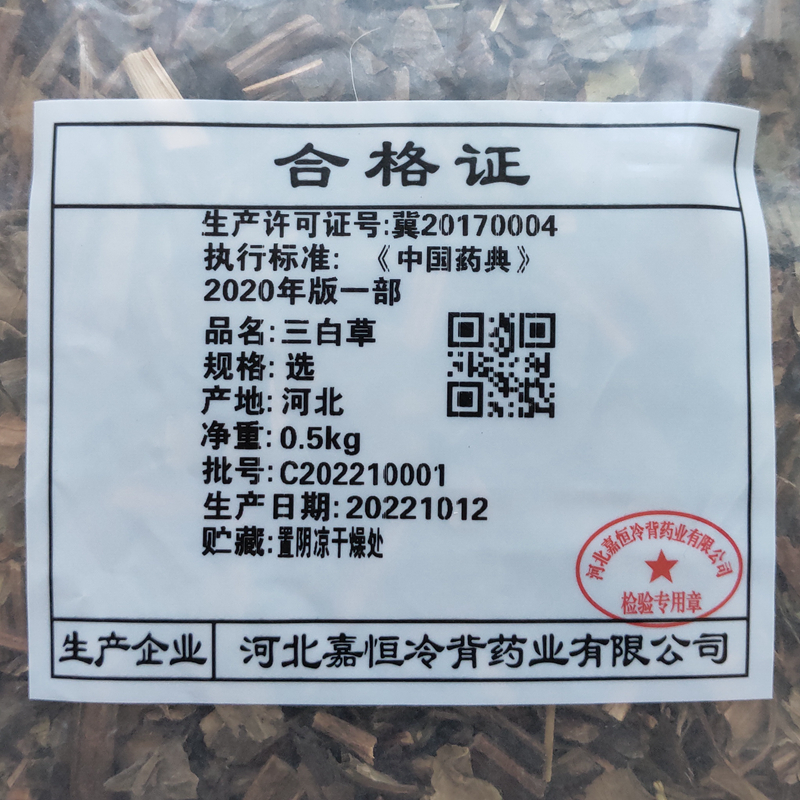 合格证
生产许可证号:冀20170004
执行标准: 《中国药典》
2020年版一部
品名:三白草
规格:选
产地:河北
净重:0.5kg
批号:C202210001
生产日期:20221012
贮藏:置阴凉干燥处
河北嘉恒冷背药业有限公司
检验专用章
生产企业 河北嘉恒冷背药业有限公司